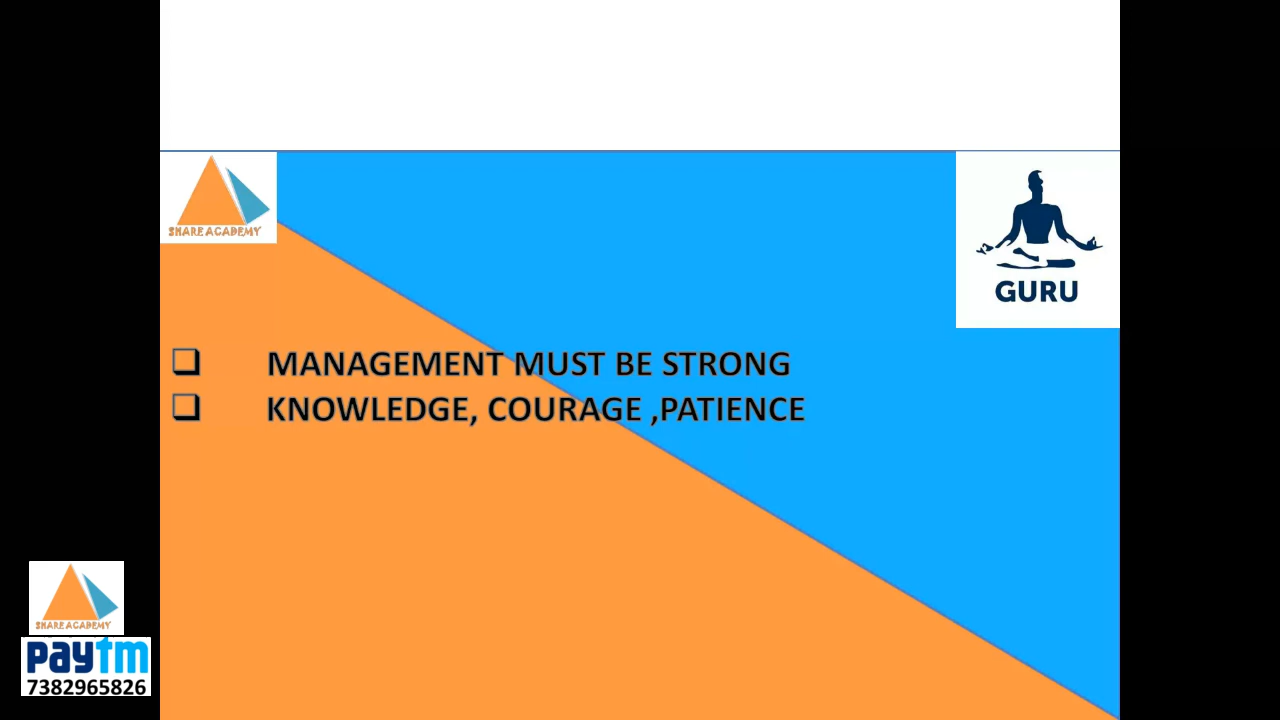 SHARE ACADEMY
GURU
❑ MANAGEMENT MUST BE STRONG
❑ KNOWLEDGE, COURAGE ,PATIENCE
SHARE ACADEMY
paytm
7382965826